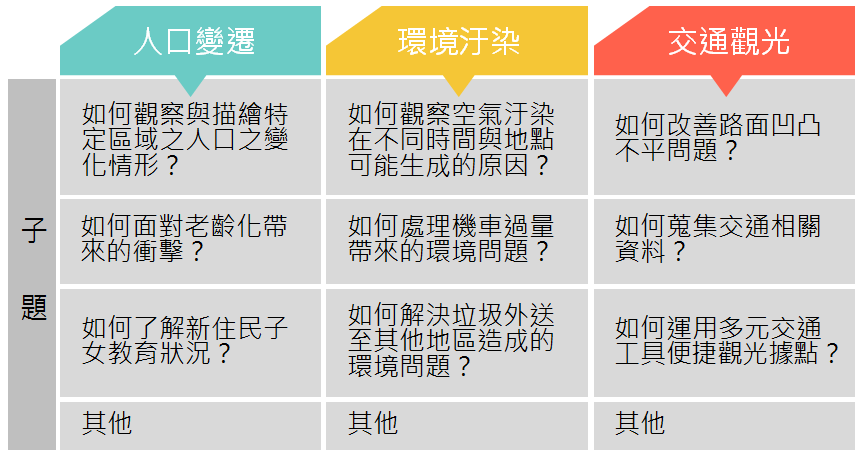 人口變遷
環境汙染
交通觀光
子
題
如何觀察與描繪特
定區域之人口之變
化情形？
如何觀察空氣汙染
在不同時間與地點
可能生成的原因？
如何改善路面凹凸
不平問題？
如何面對老齡化帶
來的衝擊？
如何處理機車過量
帶來的環境問題？
如何蒐集交通相關
資料？
如何了解新住民子
女教育狀況？
如何解決垃圾外送
至其他地區造成的
環境問題？
如何運用多元交通
工具便捷觀光據點？
其他
其他
其他